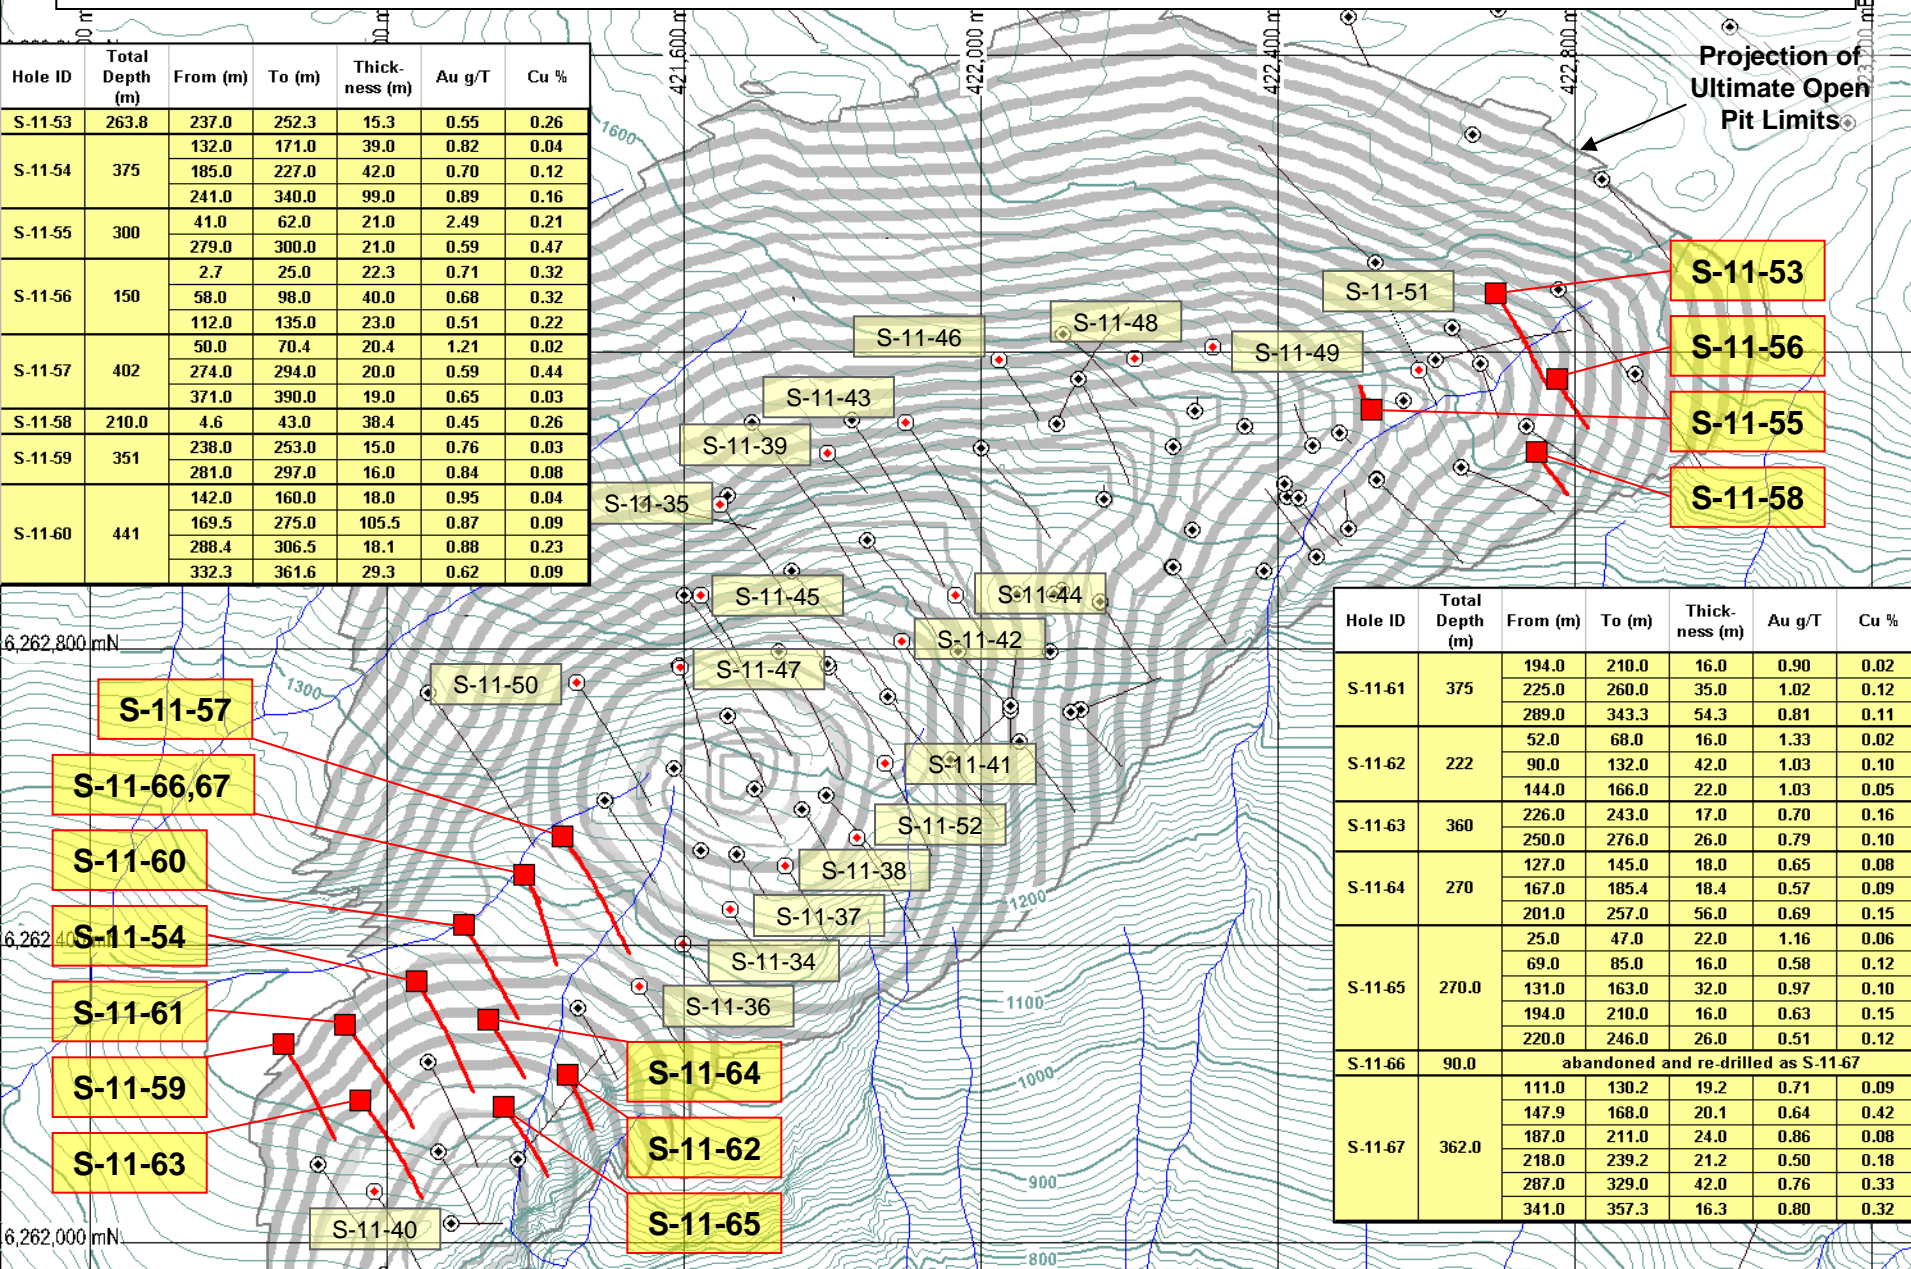 421,600 m
422,000 m
422,400 m
422,800 m
Projection of
Ultimate Open
Pit Limits
Hole ID Total Depth (m) From (m) To (m) Thick-ness (m) Au g/T Cu %
S-11-53 263.8 237.0 252.3 15.3 0.55 0.26
S-11-54 375 132.0 171.0 39.0 0.82 0.04
185.0 227.0 42.0 0.70 0.12
241.0 340.0 99.0 0.89 0.16
S-11-55 300 41.0 62.0 21.0 2.49 0.21
279.0 300.0 21.0 0.59 0.47
S-11-56 150 2.7 25.0 22.3 0.71 0.32
58.0 98.0 40.0 0.68 0.32
112.0 135.0 23.0 0.51 0.22
S-11-57 402 50.0 70.4 20.4 1.21 0.02
274.0 294.0 20.0 0.59 0.44
371.0 390.0 19.0 0.65 0.03
S-11-58 210.0 4.6 43.0 38.4 0.45 0.26
S-11-59 351 238.0 253.0 15.0 0.76 0.03
281.0 297.0 16.0 0.84 0.08
S-11-60 441 142.0 160.0 18.0 0.95 0.04
169.5 275.0 105.5 0.87 0.09
288.4 306.5 18.1 0.88 0.23
332.3 361.6 29.3 0.62 0.09
1600
S-11-53
S-11-51
S-11-48
S-11-46
S-11-49
S-11-56
S-11-43
S-11-55
S-11-39
S-11-58
S-11-35
S-11-45
S-11-44
S-11-42
6,262,800 mN
S-11-47
S-11-50
1300
S-11-57
S-11-41
S-11-66,67
S-11-52
S-11-60
S-11-38
1200
S-11-37
6,262,400 mN
S-11-54
S-11-34
S-11-36
1100
S-11-61
S-11-64
1000
S-11-59
S-11-62
S-11-63
900
S-11-65
S-11-40
6,262,000 mN
800
Hole ID Total Depth (m) From (m) To (m) Thick-ness (m) Au g/T Cu %
S-11-61 375 194.0 210.0 16.0 0.90 0.02
225.0 260.0 35.0 1.02 0.12
289.0 343.3 54.3 0.81 0.11
S-11-62 222 52.0 68.0 16.0 1.33 0.02
90.0 132.0 42.0 1.03 0.10
144.0 166.0 22.0 1.03 0.05
S-11-63 360 226.0 243.0 17.0 0.70 0.16
250.0 276.0 26.0 0.79 0.10
S-11-64 270 127.0 145.0 18.0 0.65 0.08
167.0 185.4 18.4 0.57 0.09
201.0 257.0 56.0 0.69 0.15
S-11-65 270.0 25.0 47.0 22.0 1.16 0.06
69.0 85.0 16.0 0.58 0.12
131.0 163.0 32.0 0.97 0.10
194.0 210.0 16.0 0.63 0.15
220.0 246.0 26.0 0.51 0.12
S-11-66 90.0 abandoned and re-drilled as S-11-67
S-11-67 362.0 111.0 130.2 19.2 0.71 0.09
147.9 168.0 20.1 0.64 0.42
187.0 211.0 24.0 0.86 0.08
218.0 239.2 21.2 0.50 0.18
287.0 329.0 42.0 0.76 0.33
341.0 357.3 16.3 0.80 0.32